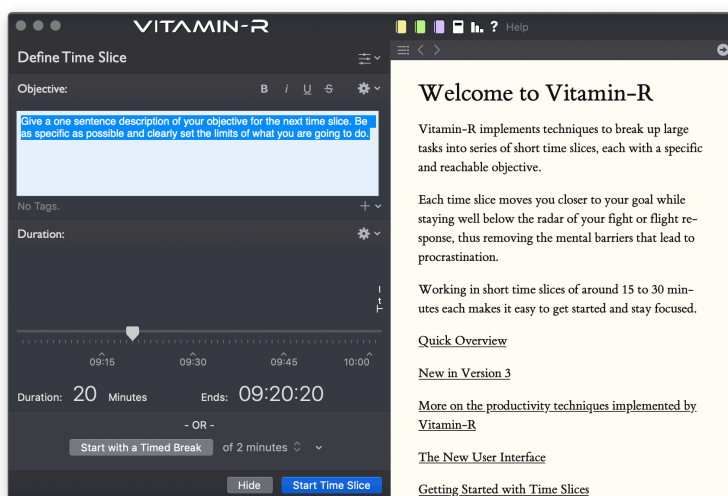 VITAMIN-R
Define Time Slice
Objective:
B i U S
Give a one sentence description of your objective for the next time slice. Be
as specific as possible and clearly set the limits of what you are going to do.
No Tags.
Duration:
09:15 09:30 09:45 10:00
Duration: 20 Minutes Ends: 09:20:20
- OR -
Start with a Timed Break of 2 minutes
Hide Start Time Slice
? Help
Welcome to Vitamin-R
Vitamin-R implements techniques to break up large
tasks into series of short time slices, each with a specific
and reachable objective.
Each time slice moves you closer to your goal while
staying well below the radar of your fight or flight re-
sponse, thus removing the mental barriers that lead to
procrastination.
Working in short time slices of around 15 to 30 min-
utes each makes it easy to get started and stay focused.
Quick Overview
New in Version 3
More on the productivity techniques implemented by
Vitamin-R
The New User Interface
Getting Started with Time Slices